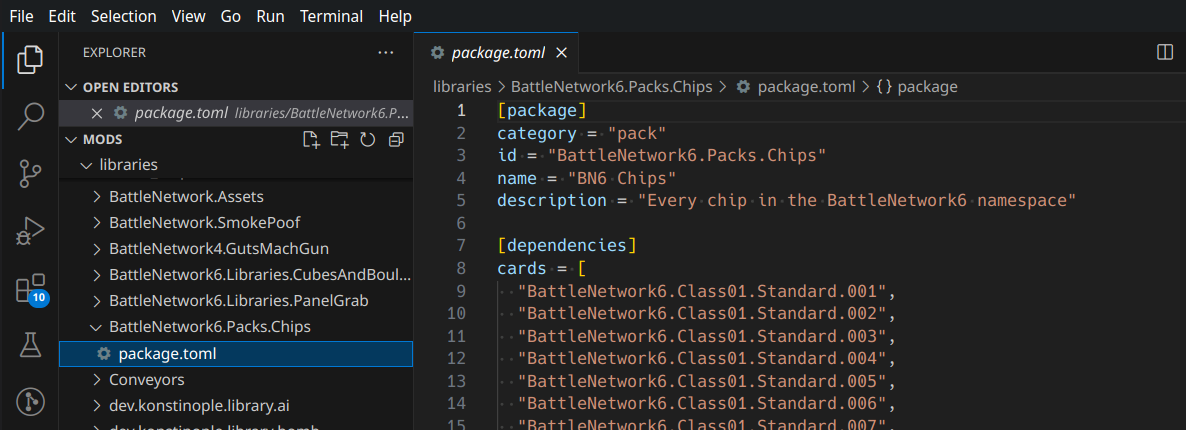 File Edit Selection View Go Run Terminal Help
EXPLORER
OPEN EDITORS
package.toml libraries/BattleNetwork6.P...
MODS
libraries
BattleNetwork.Assets
BattleNetwork.SmokePoof
BattleNetwork4.GutsMachGun
BattleNetwork6.Libraries.CubesAndBoul...
BattleNetwork6.Libraries.PanelGrab
BattleNetwork6.Packs.Chips
package.toml
Conveyors
dev.konstinople.library.ai
dev.konstinople.library.bomb
10
package.toml
libraries > BattleNetwork6.Packs.Chips > package.toml > {} package
1 [package]
2 category = "pack"
3 id = "BattleNetwork6.Packs.Chips"
4 name = "BN6 Chips"
5 description = "Every chip in the BattleNetwork6 namespace"
6
7 [dependencies]
8 cards = [
9 "BattleNetwork6.Class01.Standard.001",
10 "BattleNetwork6.Class01.Standard.002",
11 "BattleNetwork6.Class01.Standard.003",
12 "BattleNetwork6.Class01.Standard.004",
13 "BattleNetwork6.Class01.Standard.005",
14 "BattleNetwork6.Class01.Standard.006",
15 "BattleNetwork6.Class01.Standard.007",